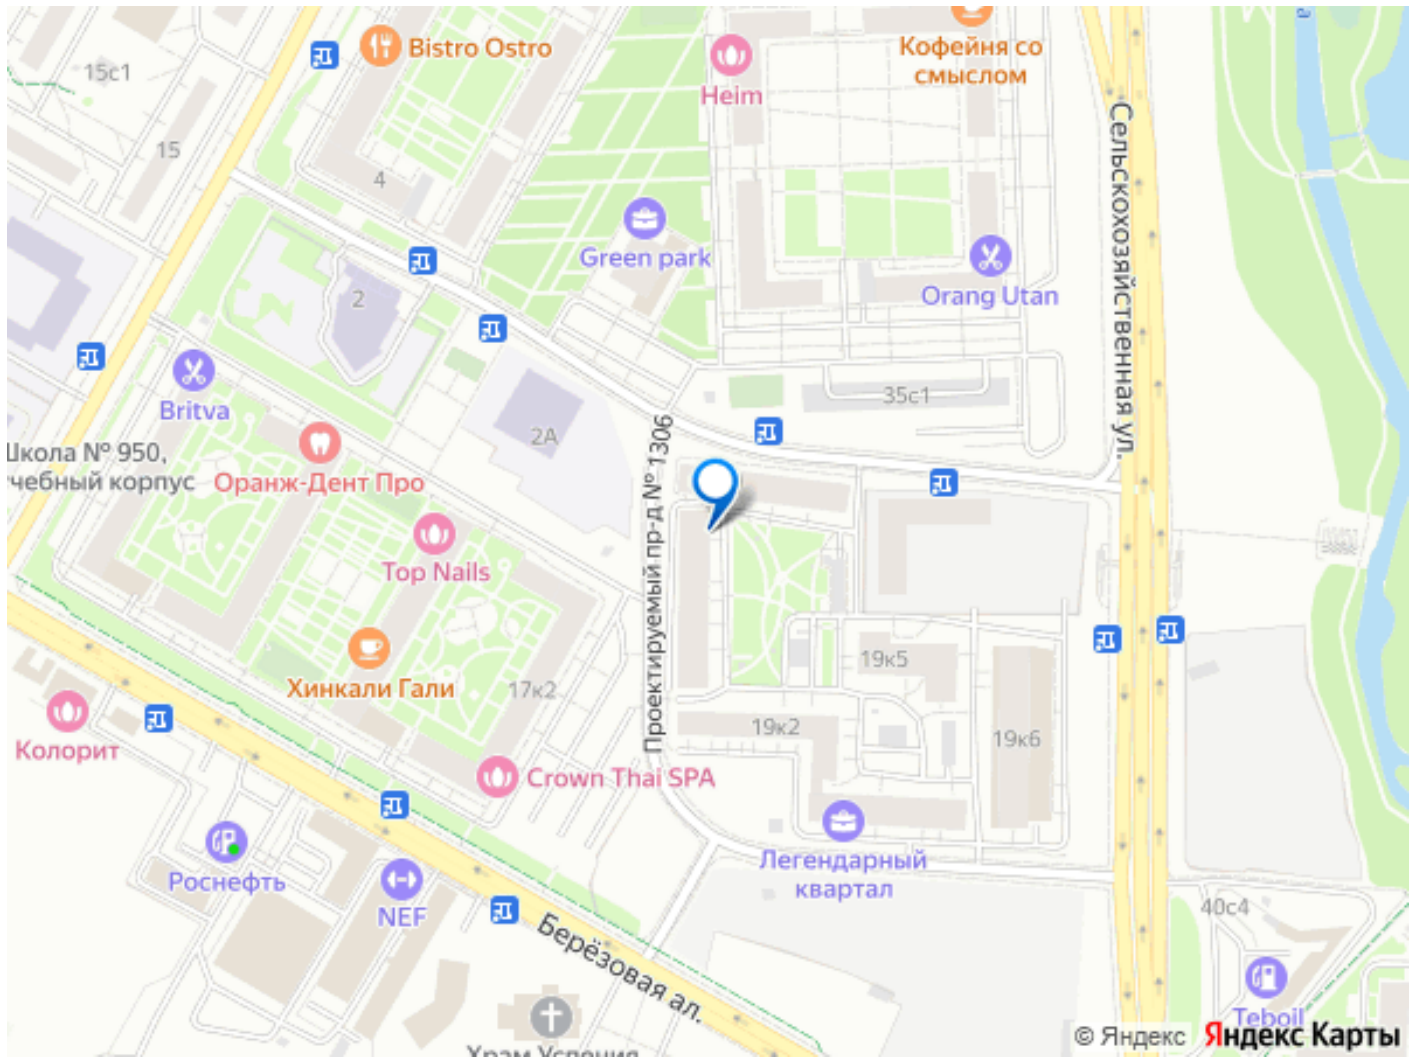 Bistro Ostro
Кофейня со
смыслом
15с1
Heim
15
4
Сельскохозяйственная ул.
Green park
2
Orang Utan
Britva
35с1
2А
Школа № 950,
чебный корпус
Оранж-Дент Про
Проектируемый пр-д № 1306
Top Nails
19к5
Хинкали Гали
17к2
19к2
19к6
Колорит
Crown Thai SPA
Легендарный
квартал
Роснефть
NEF
40с4
Берёзовая ал.
Teboil
Храм Успения
© Яндекс Яндекс Карты